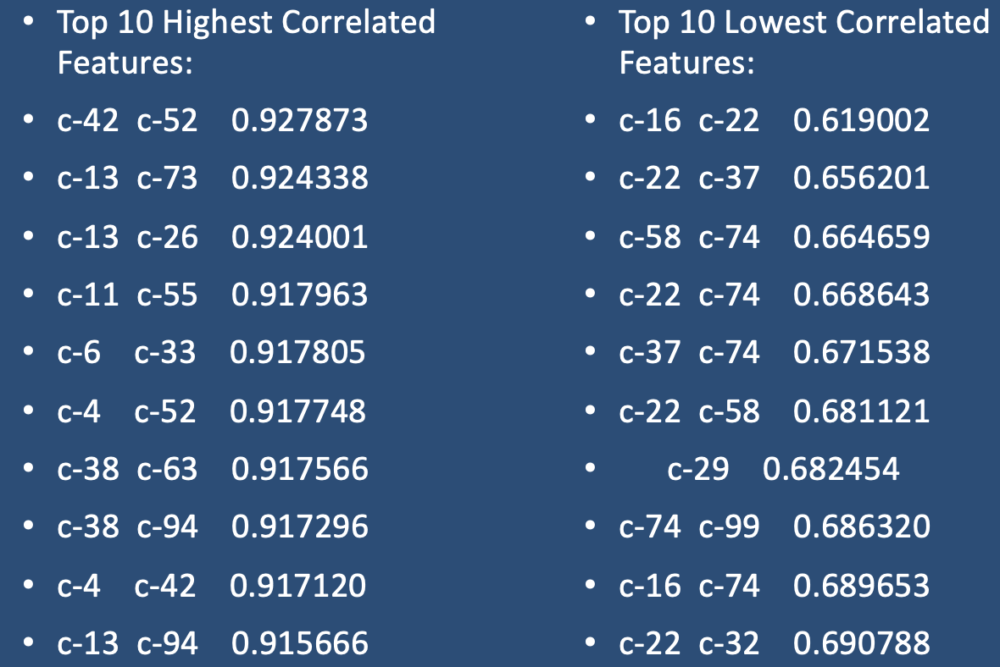 • Top 10 Highest Correlated
Features:
• c-42 c-52 0.927873
• c-13 c-73 0.924338
• c-13 c-26 0.924001
• c-11 c-55 0.917963
• c-6 c-33 0.917805
• c-4 c-52 0.917748
• c-38 c-63 0.917566
• c-38 c-94 0.917296
• c-4 c-42 0.917120
• c-13 c-94 0.915666
• Top 10 Lowest Correlated
Features:
• c-16 c-22 0.619002
• c-22 c-37 0.656201
• c-58 c-74 0.664659
• c-22 c-74 0.668643
• c-37 c-74 0.671538
• c-22 c-58 0.681121
• c-29 0.682454
• c-74 c-99 0.686320
• c-16 c-74 0.689653
• c-22 c-32 0.690788